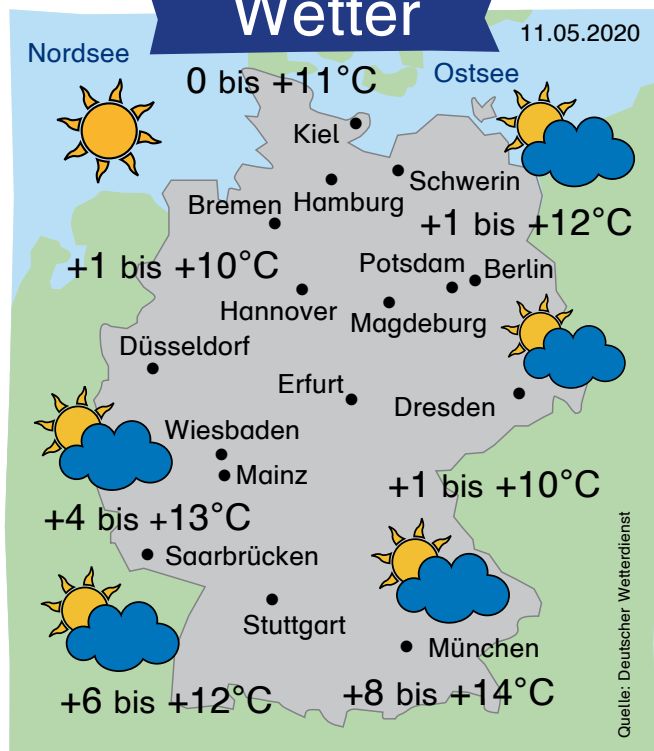 Wetter
11.05.2020
Nordsee
Ostsee
0 bis +11°C
Kiel
Schwerin
Bremen
Hamburg
+1 bis +12°C
+1 bis +10°C
Potsdam
Berlin
Hannover
Magdeburg
Düsseldorf
Erfurt
Dresden
Wiesbaden
Mainz
+1 bis +10°C
+4 bis +13°C
Saarbrücken
Stuttgart
München
+6 bis +12°C
+8 bis +14°C
Quelle: Deutscher Wetterdienst